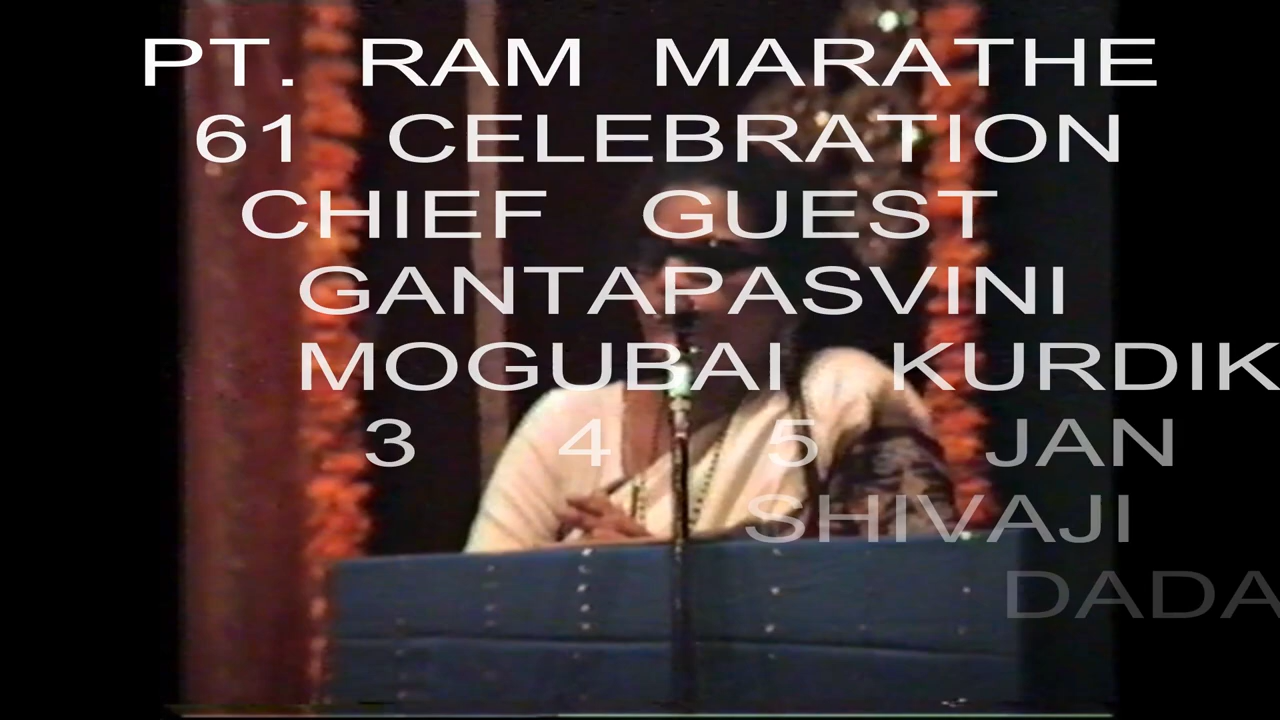 PT. RAM MARATHE
61 CELEBRATION
CHIEF GUEST
GANTAPASVINI
MOGUBAI KURDIK
3 4 5 JAN
SHIVAJI
DADA